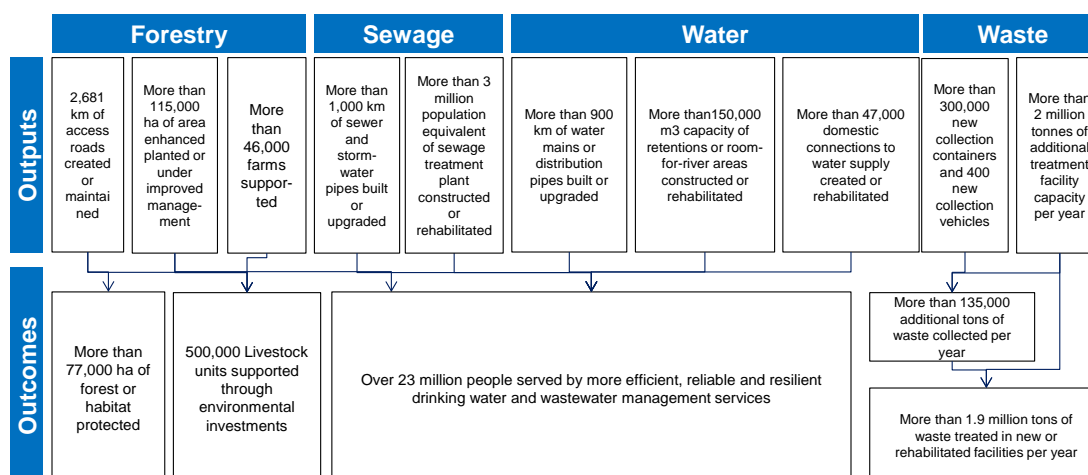 Forestry
Sewage
Water
Waste
Outputs
2,681
km of
access
roads
created
or
maintai
ned
More than
115,000
ha of area
enhanced
planted or
under
improved
manage-
ment
More
than
46,000
farms
suppor-
ted
More than
1,000 km
of sewer
and
storm-
water
pipes built
or
upgraded
More than 3
million
population
equivalent
of sewage
treatment
plant
constructed
or
rehabilitated
More than 900
km of water
mains or
distribution
pipes built or
upgraded
More than150,000
m3 capacity of
retentions or room-
for-river areas
constructed or
rehabilitated
More than 47,000
domestic
connections to
water supply
created or
rehabilitated
More than
300,000
new
collection
containers
and 400
new
collection
vehicles
More than
2 million
tonnes of
additional
treatment
facility
capacity
per year
Outcomes
More than
77,000 ha of
forest or
habitat
protected
500,000 Livestock
units supported
through
environmental
investments
Over 23 million people served by more efficient, reliable and resilient
drinking water and wastewater management services
More than 135,000
additional tons of
waste collected per
year
More than 1.9 million tons of
waste treated in new or
rehabilitated facilities per year